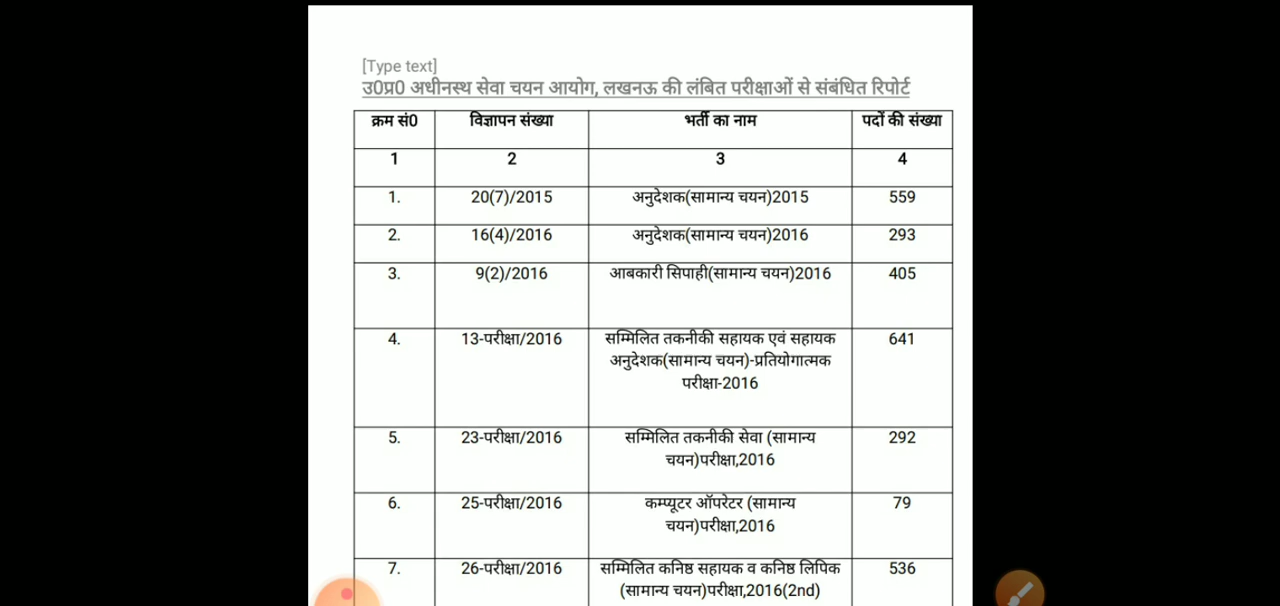 [Type text]
उ0प्र0 अधीनस्थ सेवा चयन आयोग, लखनऊ की लंबित परीक्षाओं से संबंधित रिपोर्ट
क्रम सं0 विज्ञापन संख्या भर्ती का नाम पदों की संख्या
1 2 3 4
1. 20(7)/2015 अनुदेशक(सामान्य चयन)2015 559
2. 16(4)/2016 अनुदेशक(सामान्य चयन)2016 293
3. 9(2)/2016 आबकारी सिपाही(सामान्य चयन)2016 405
4. 13-परीक्षा/2016 सम्मिलित तकनीकी सहायक एवं सहायक 641
अनुदेशक(सामान्य चयन)-प्रतियोगात्मक
परीक्षा-2016
5. 23-परीक्षा/2016 सम्मिलित तकनीकी सेवा (सामान्य 292
चयन)परीक्षा,2016
6. 25-परीक्षा/2016 कम्प्यूटर ऑपरेटर (सामान्य 79
चयन)परीक्षा,2016
7. 26-परीक्षा/2016 सम्मिलित कनिष्ठ सहायक व कनिष्ठ लिपिक 536
(सामान्य चयन)परीक्षा,2016(2nd)